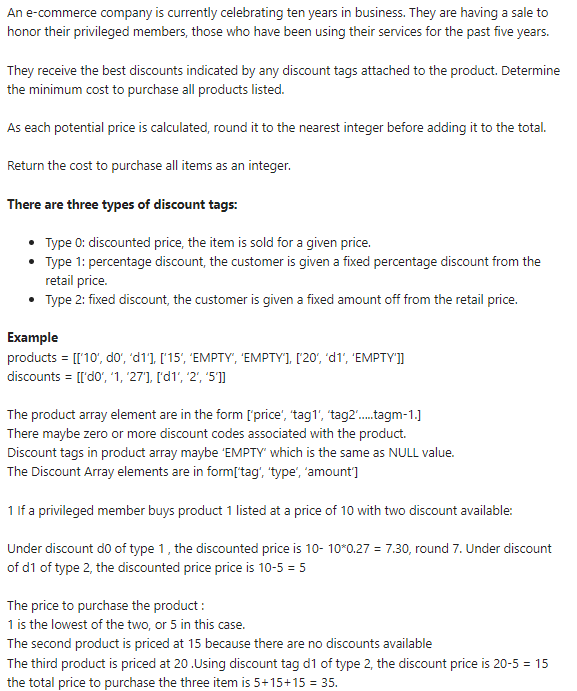 An e-commerce company is currently celebrating ten years in business. They are having a sale to
honor their privileged members, those who have been using their services for the past five years.
They receive the best discounts indicated by any discount tags attached to the product. Determine
the minimum cost to purchase all products listed.
As each potential price is calculated, round it to the nearest integer before adding it to the total.
Return the cost to purchase all items as an integer.
There are three types of discount tags:
• Type 0: discounted price, the item is sold for a given price.
• Type 1: percentage discount, the customer is given a fixed percentage discount from the
retail price.
• Type 2: fixed discount, the customer is given a fixed amount off from the retail price.
Example
products = [['10', d0', 'd1'], ['15', 'EMPTY', 'EMPTY'], ['20', 'd1', 'EMPTY']]
discounts = [['d0', '1, '27'], ['d1', '2', '5']]
The product array element are in the form ['price', 'tag1', 'tag2'.....tagm-1.]
There maybe zero or more discount codes associated with the product.
Discount tags in product array maybe 'EMPTY' which is the same as NULL value.
The Discount Array elements are in form['tag', 'type', 'amount']
1 If a privileged member buys product 1 listed at a price of 10 with two discount available:
Under discount d0 of type 1 , the discounted price is 10- 10*0.27 = 7.30, round 7. Under discount
of d1 of type 2, the discounted price price is 10-5 = 5
The price to purchase the product :
1 is the lowest of the two, or 5 in this case.
The second product is priced at 15 because there are no discounts available
The third product is priced at 20 .Using discount tag d1 of type 2, the discount price is 20-5 = 15
the total price to purchase the three item is 5+15+15 = 35.